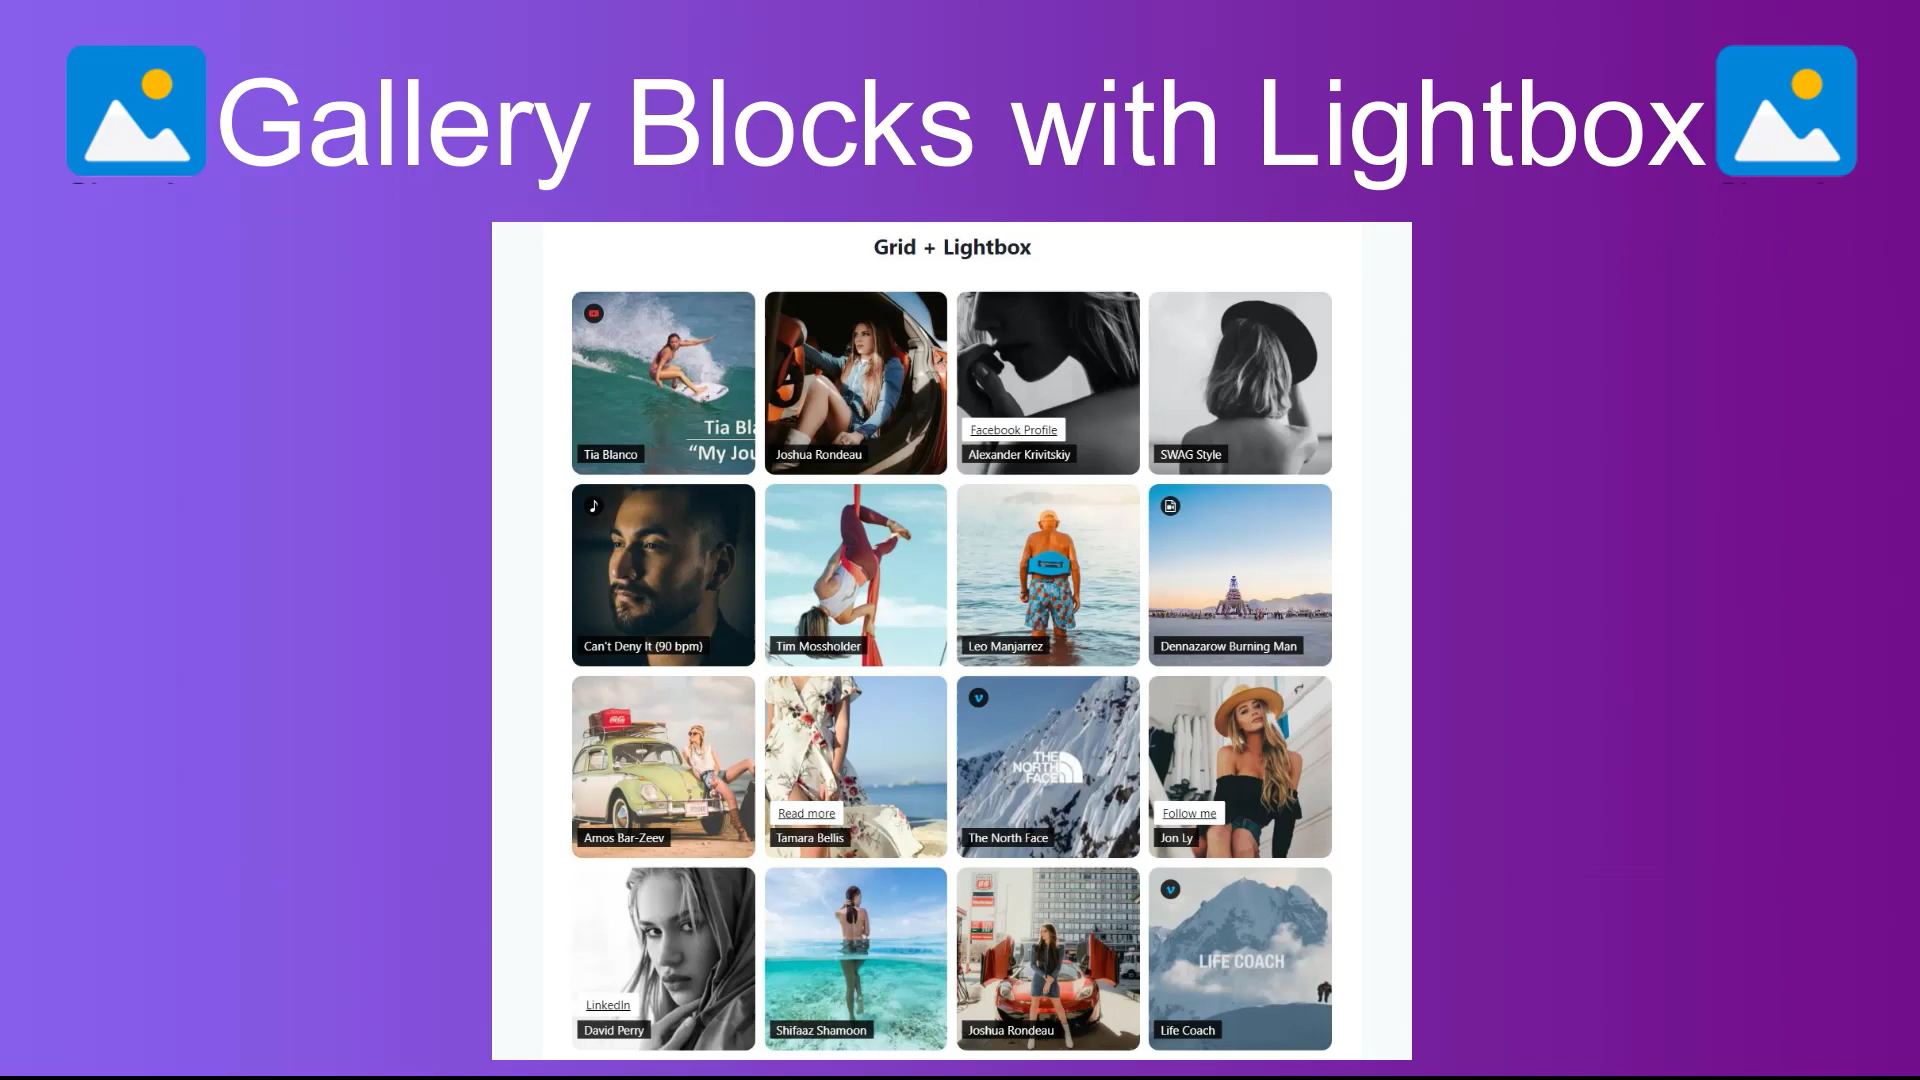 Gallery Blocks with Lightbox
Grid + Lightbox
Tia Bla
"My Jou
Tia Blanco
Joshua Rondeau
Facebook Profile
Alexander Krivitskiy
SWAG Style
Can't Deny It (90 bpm)
Tim Mossholder
Leo Manjarrez
Dennazarow Burning Man
Amos Bar-Zeev
Read more
Tamara Bellis
THE
NORTH
FACE
The North Face
Follow me
Jon Ly
LinkedIn
David Perry
Shifaaz Shamoon
Joshua Rondeau
LIFE COACH
Life Coach